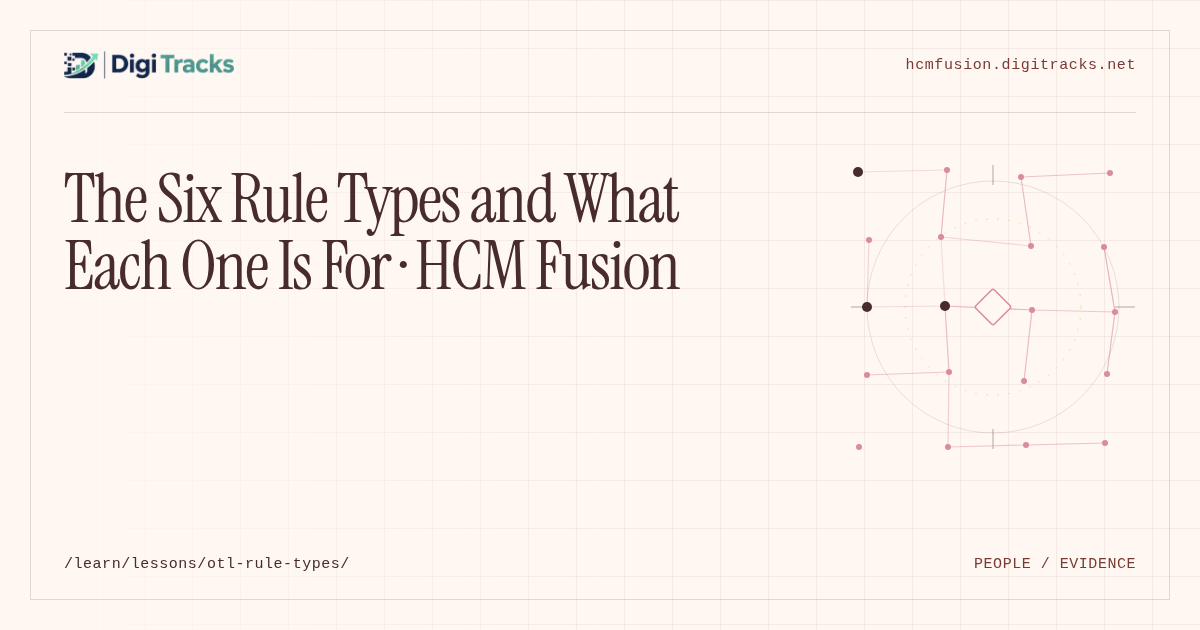 Digi Tracks
hcmfusion.digitracks.net
The Six Rule Types and What
Each One Is For · HCM Fusion
/learn/lessons/otl-rule-types/
PEOPLE / EVIDENCE